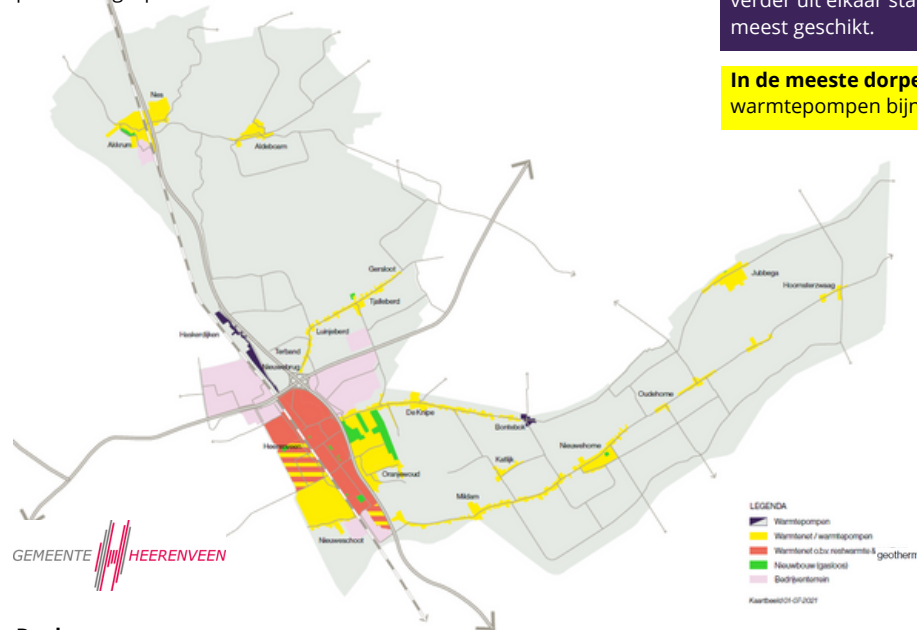 verder uit elkaar sta
meest geschikt.
In de meeste dorpe
warmtepompen bijn
Nes
Akkrum
Aldeboarn
Gersloot
Tjalleberd
Jubbega
Hoornsterzwaag
Luinjeberd
Haskerdijken
Terband
Nieuwebrug
Oudehorne
De Knipe
Bontebok
Nieuwehorne
Heerenveen
Katlijk
Oranjewoud
Mildam
Nieuweschoot
LEGENDA
Warmtepompen
Warmtenet / warmtepompen
Warmtenet o.b.v. restwarmte & geotherm
Nieuwbouw (gasloos)
Bedrijventerrein
Kaartbeeld 01-07-2021
GEMEENTE HEERENVEEN